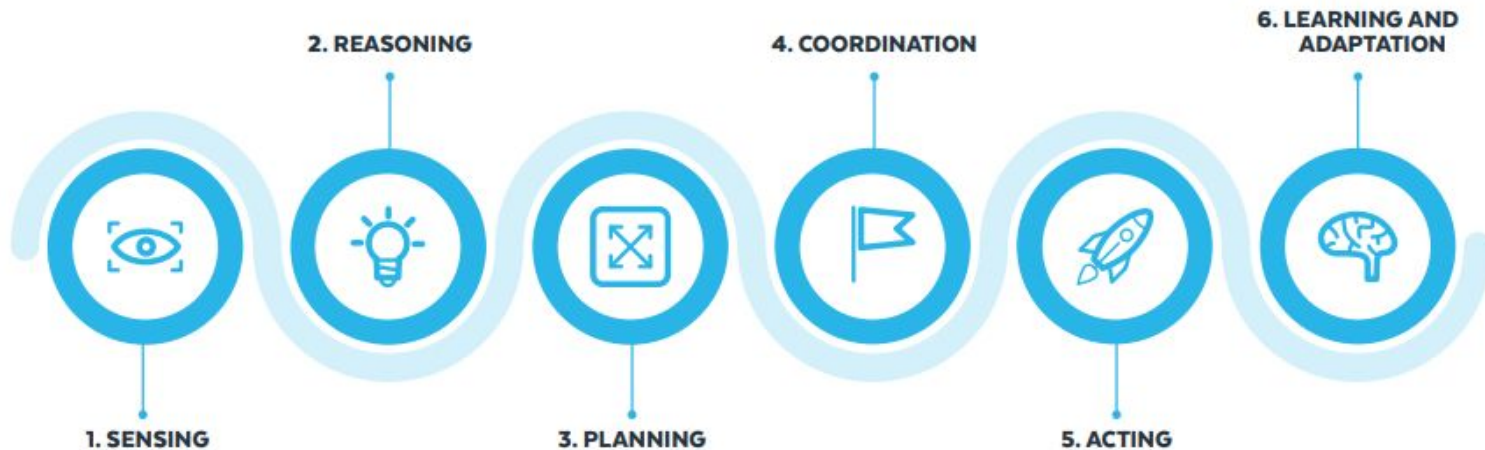 1. SENSING
2. REASONING
3. PLANNING
4. COORDINATION
5. ACTING
6. LEARNING AND
ADAPTATION